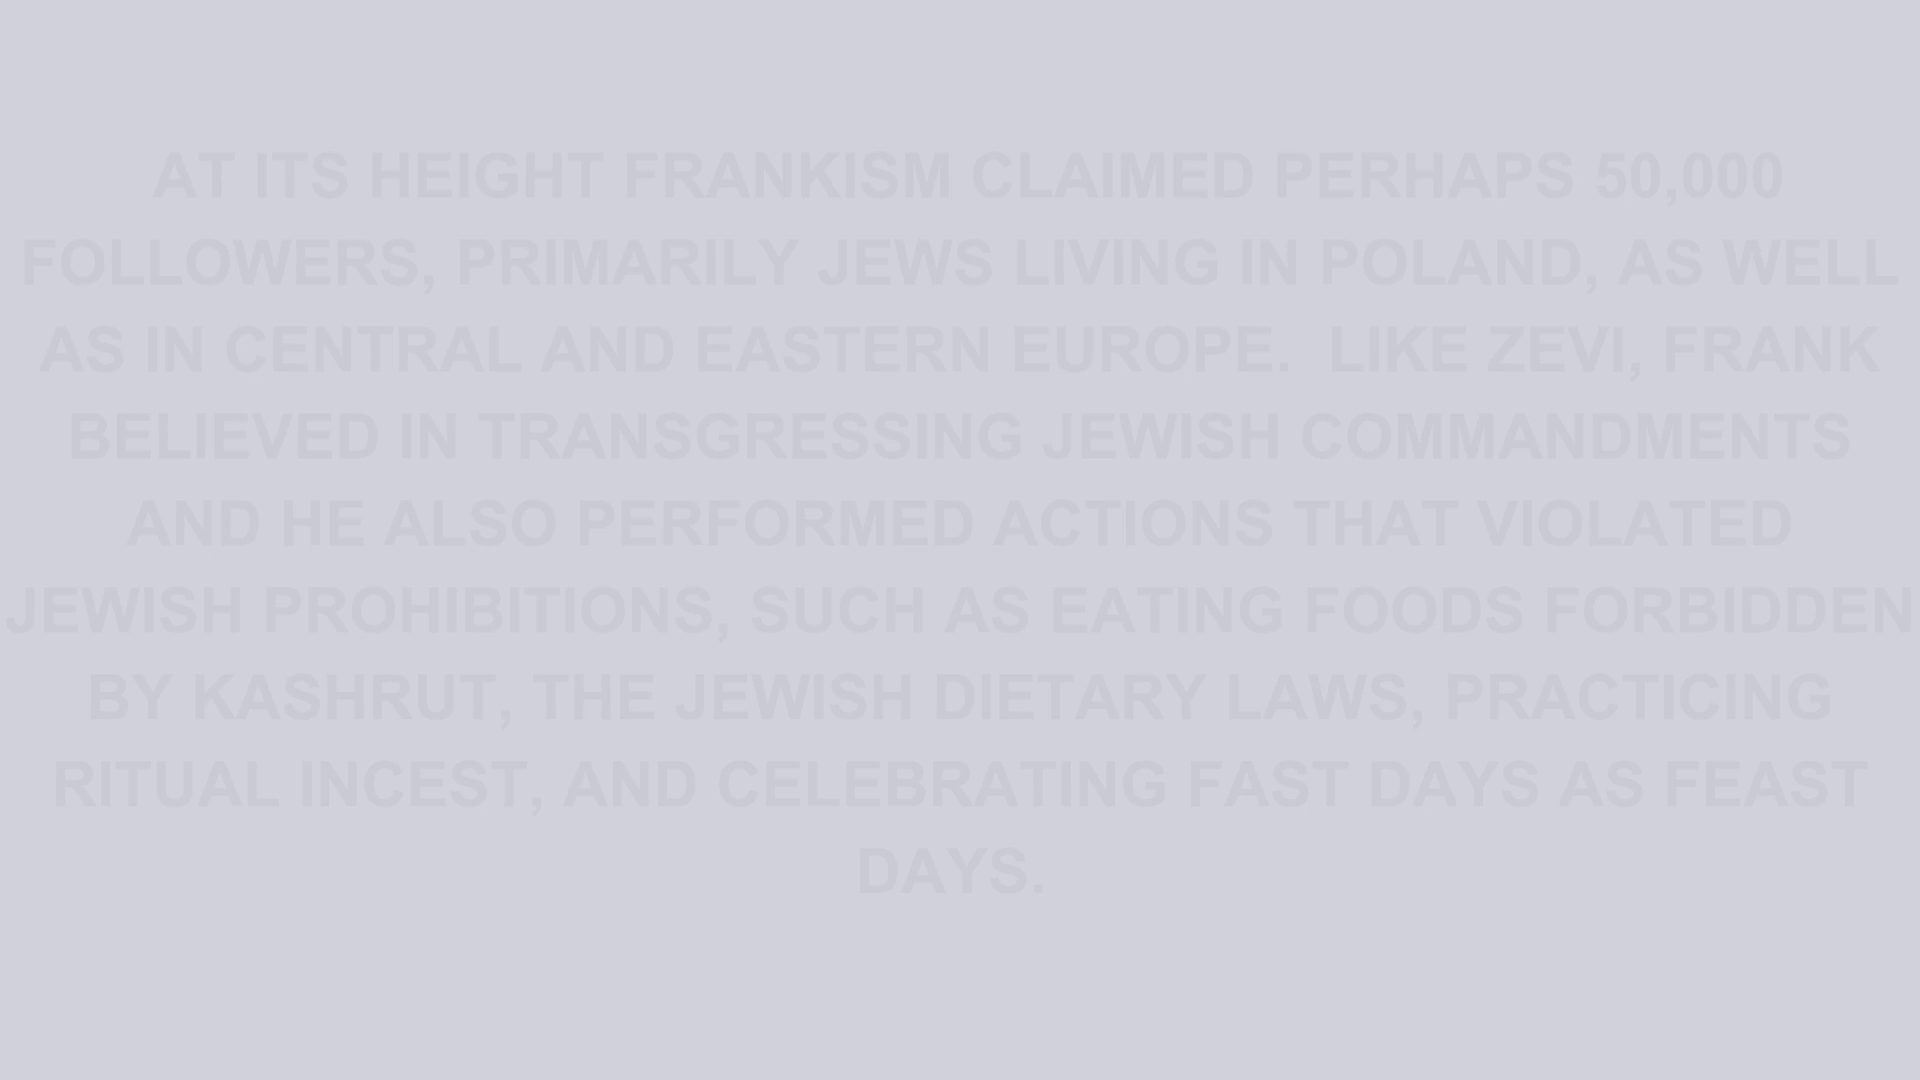 AT ITS HEIGHT FRANKISM CLAIMED PERHAPS 50,000
FOLLOWERS, PRIMARILY JEWS LIVING IN POLAND, AS WELL
AS IN CENTRAL AND EASTERN EUROPE.  LIKE ZEVI, FRANK
BELIEVED IN TRANSGRESSING JEWISH COMMANDMENTS
AND HE ALSO PERFORMED ACTIONS THAT VIOLATED
JEWISH PROHIBITIONS, SUCH AS EATING FOODS FORBIDDEN
BY KASHRUT, THE JEWISH DIETARY LAWS, PRACTICING
RITUAL INCEST, AND CELEBRATING FAST DAYS AS FEAST
DAYS.